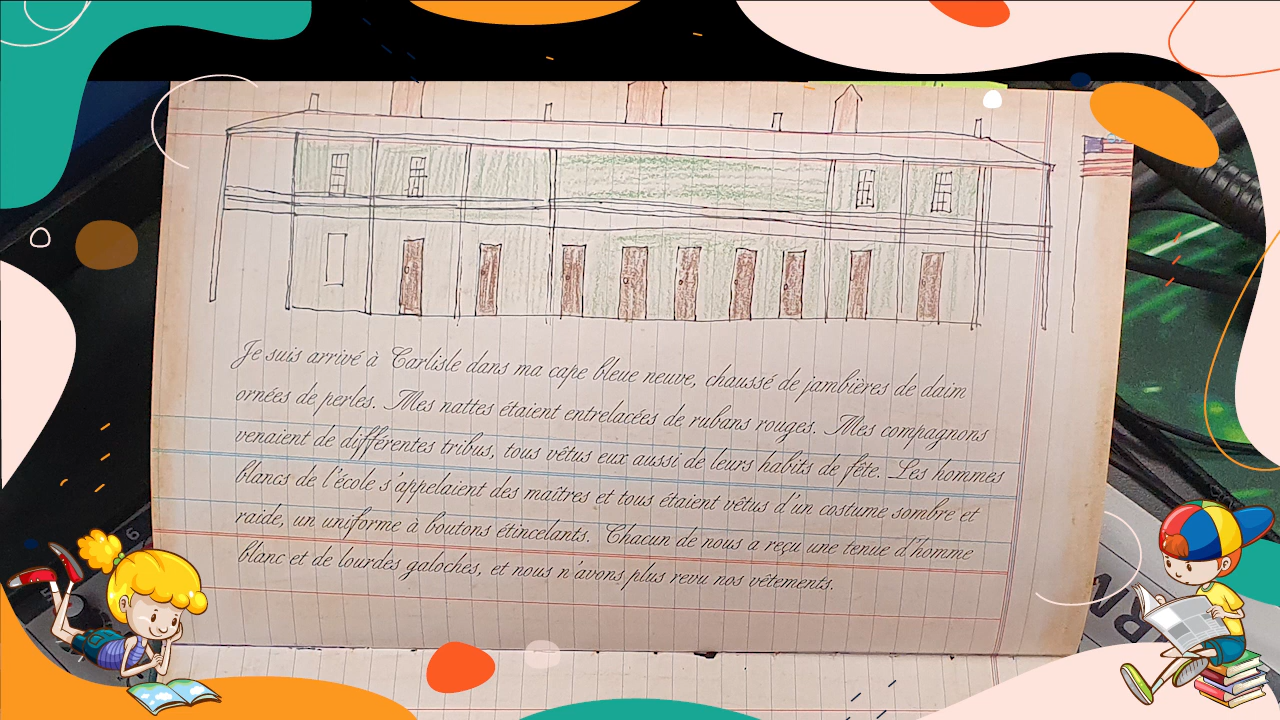 Je suis arrivé à Carlisle dans ma cape bleue neuve, chaussé de jambières de daim
ornées de perles. Mes nattes étaient entrelacées de rubans rouges. Mes compagnons
venaient de différentes tribus, tous vêtus eux aussi de leurs habits de fête. Les hommes
blancs de l'école s'appelaient des maîtres et tous étaient vêtus d'un costume sombre et
raide, un uniforme à boutons étincelants. Chacun de nous a reçu une tenue d'homme
blanc et de lourdes galoches, et nous n'avons plus revu nos vêtements.